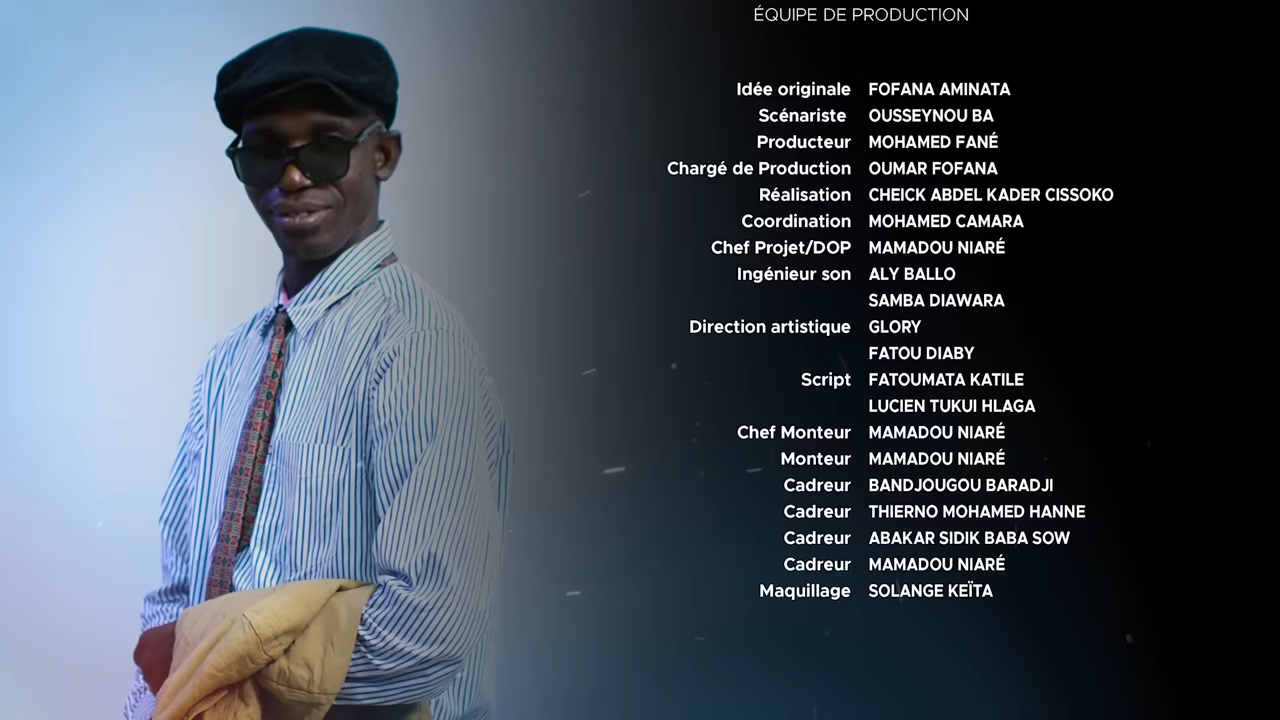 ÉQUIPE DE PRODUCTION
Idée originale FOFANA AMINATA
Scénariste OUSSEYNOU BA
Producteur MOHAMED FANÉ
Chargé de Production OUMAR FOFANA
Réalisation CHEICK ABDEL KADER CISSOKO
Coordination MOHAMED CAMARA
Chef Projet/DOP MAMADOU NIARÉ
Ingénieur son ALY BALLO
SAMBA DIAWARA
Direction artistique GLORY
FATOU DIABY
Script FATOUMATA KATILE
LUCIEN TUKUI HLAGA
Chef Monteur MAMADOU NIARÉ
Monteur MAMADOU NIARÉ
Cadreur BANDJOUGOU BARADJI
Cadreur THIERNO MOHAMED HANNE
Cadreur ABAKAR SIDIK BABA SOW
Cadreur MAMADOU NIARÉ
Maquillage SOLANGE KEÏTA